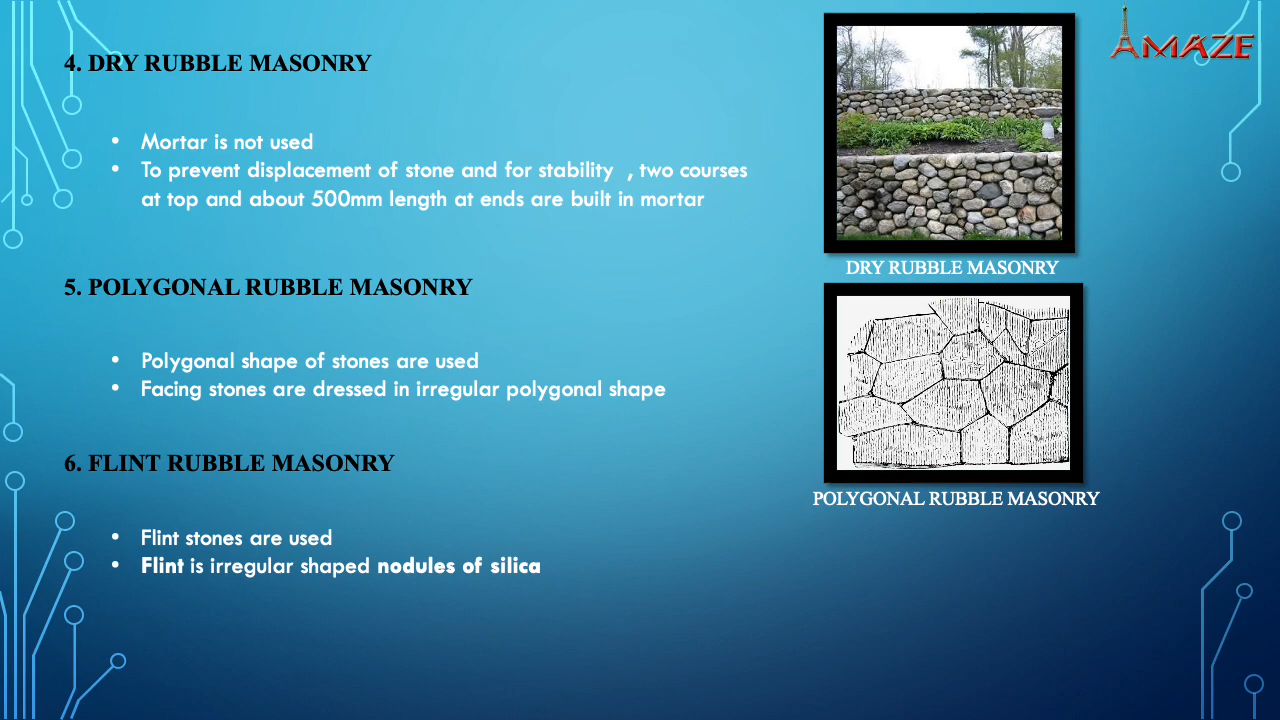 AMAZE
4. DRY RUBBLE MASONRY
• Mortar is not used
• To prevent displacement of stone and for stability , two courses
at top and about 500mm length at ends are built in mortar
DRY RUBBLE MASONRY
5. POLYGONAL RUBBLE MASONRY
• Polygonal shape of stones are used
• Facing stones are dressed in irregular polygonal shape
POLYGONAL RUBBLE MASONRY
6. FLINT RUBBLE MASONRY
• Flint stones are used
• Flint is irregular shaped nodules of silica